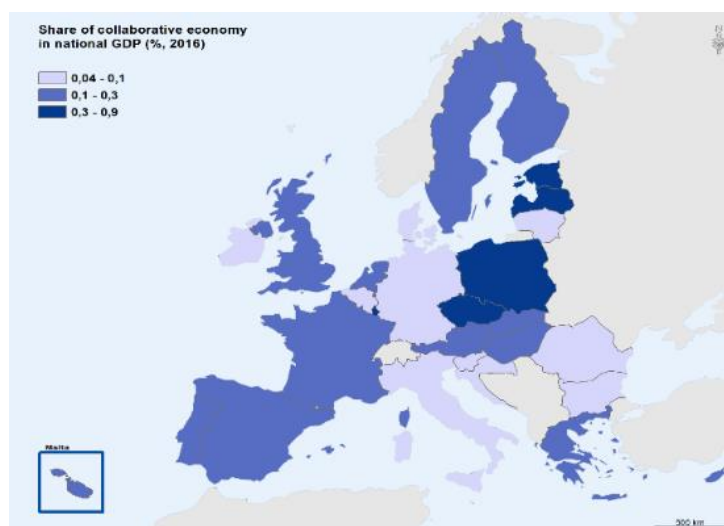 Share of collaborative economy
in national GDP (%, 2016)
0,04 - 0,1
0,1 - 0,3
0,3 - 0,9
Malta
500 km